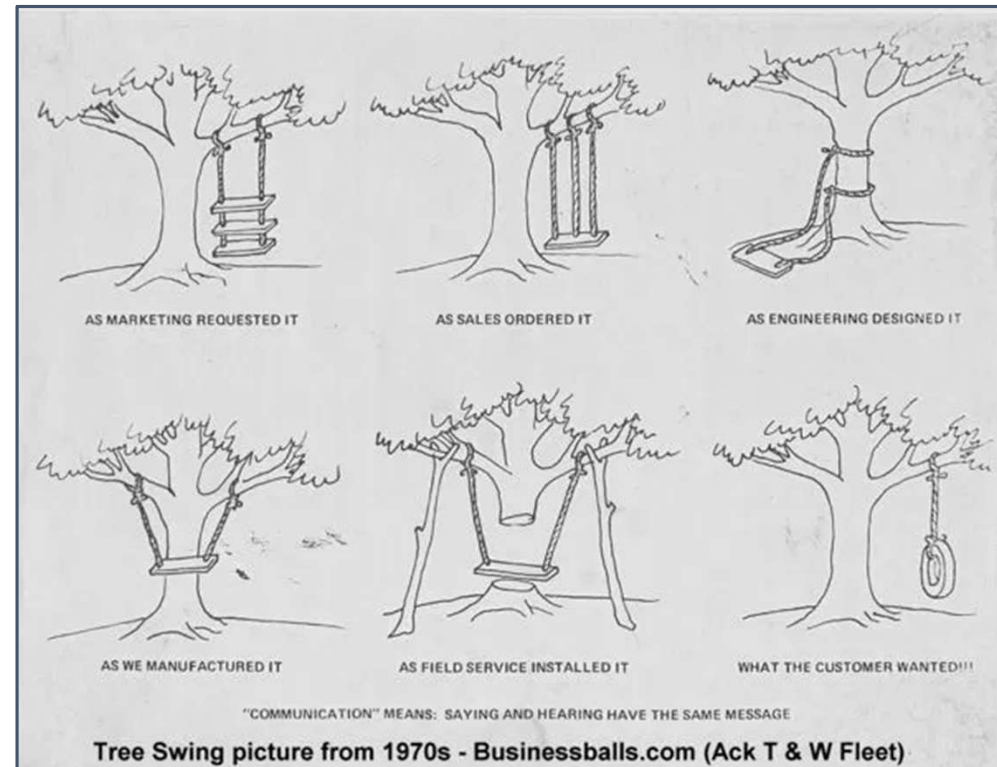 AS MARKETING REQUESTED IT
AS SALES ORDERED IT
AS ENGINEERING DESIGNED IT
AS WE MANUFACTURED IT
AS FIELD SERVICE INSTALLED IT
WHAT THE CUSTOMER WANTED!!!
"COMMUNICATION" MEANS: SAYING AND HEARING HAVE THE SAME MESSAGE
Tree Swing picture from 1970s - Businessballs.com (Ack T & W Fleet)